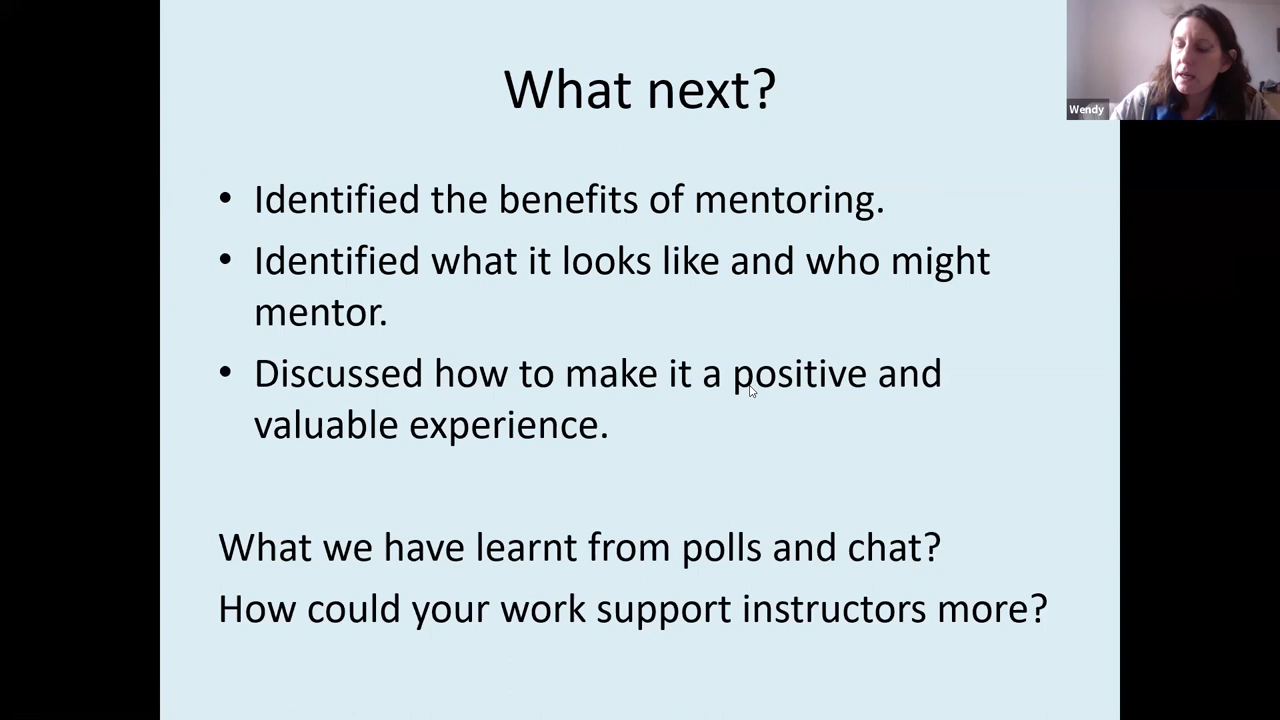 What next?
Wendy
• Identified the benefits of mentoring.
• Identified what it looks like and who might
mentor.
• Discussed how to make it a positive and
valuable experience.
What we have learnt from polls and chat?
How could your work support instructors more?